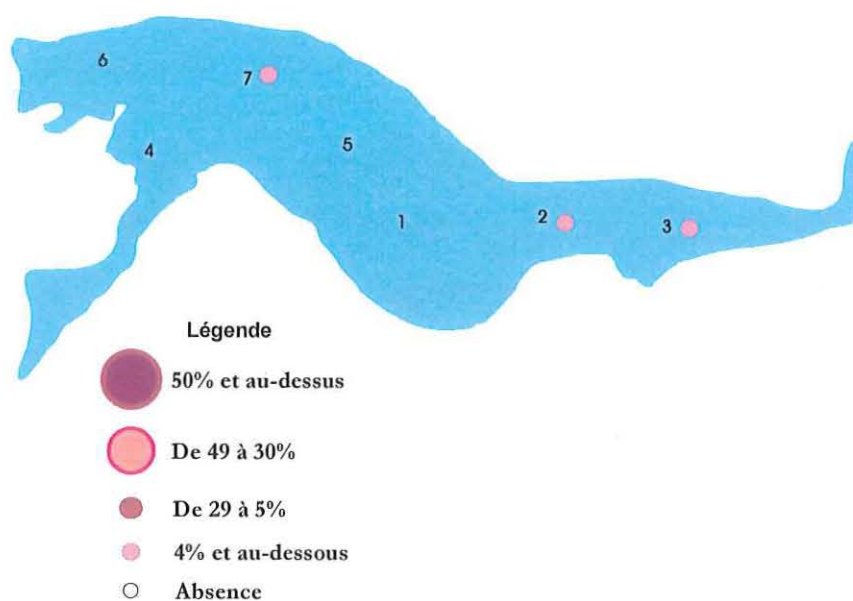 6
7
4
5
1
2
3
Légende
50% et au-dessus
De 49 à 30%
De 29 à 5%
4% et au-dessous
Absence